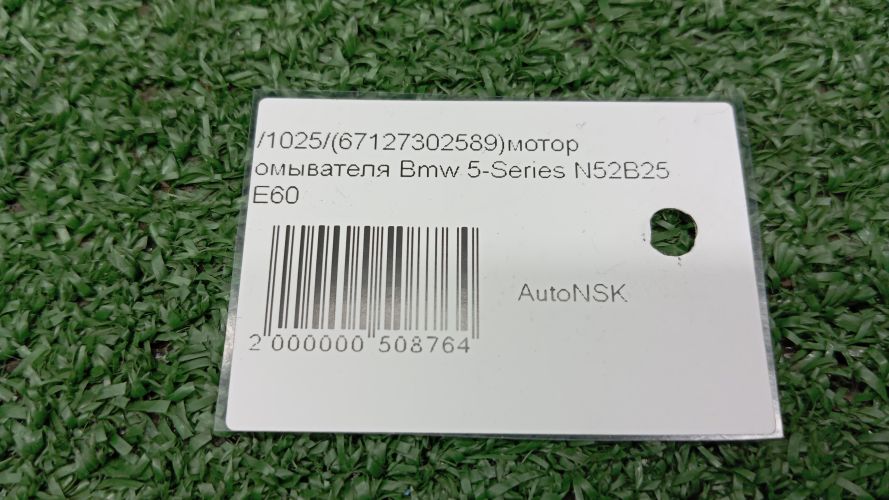 /1025/(67127302589)мотор
омывателя Bmw 5-Series N52B25
E60
AutoNSK
2 000000 508764